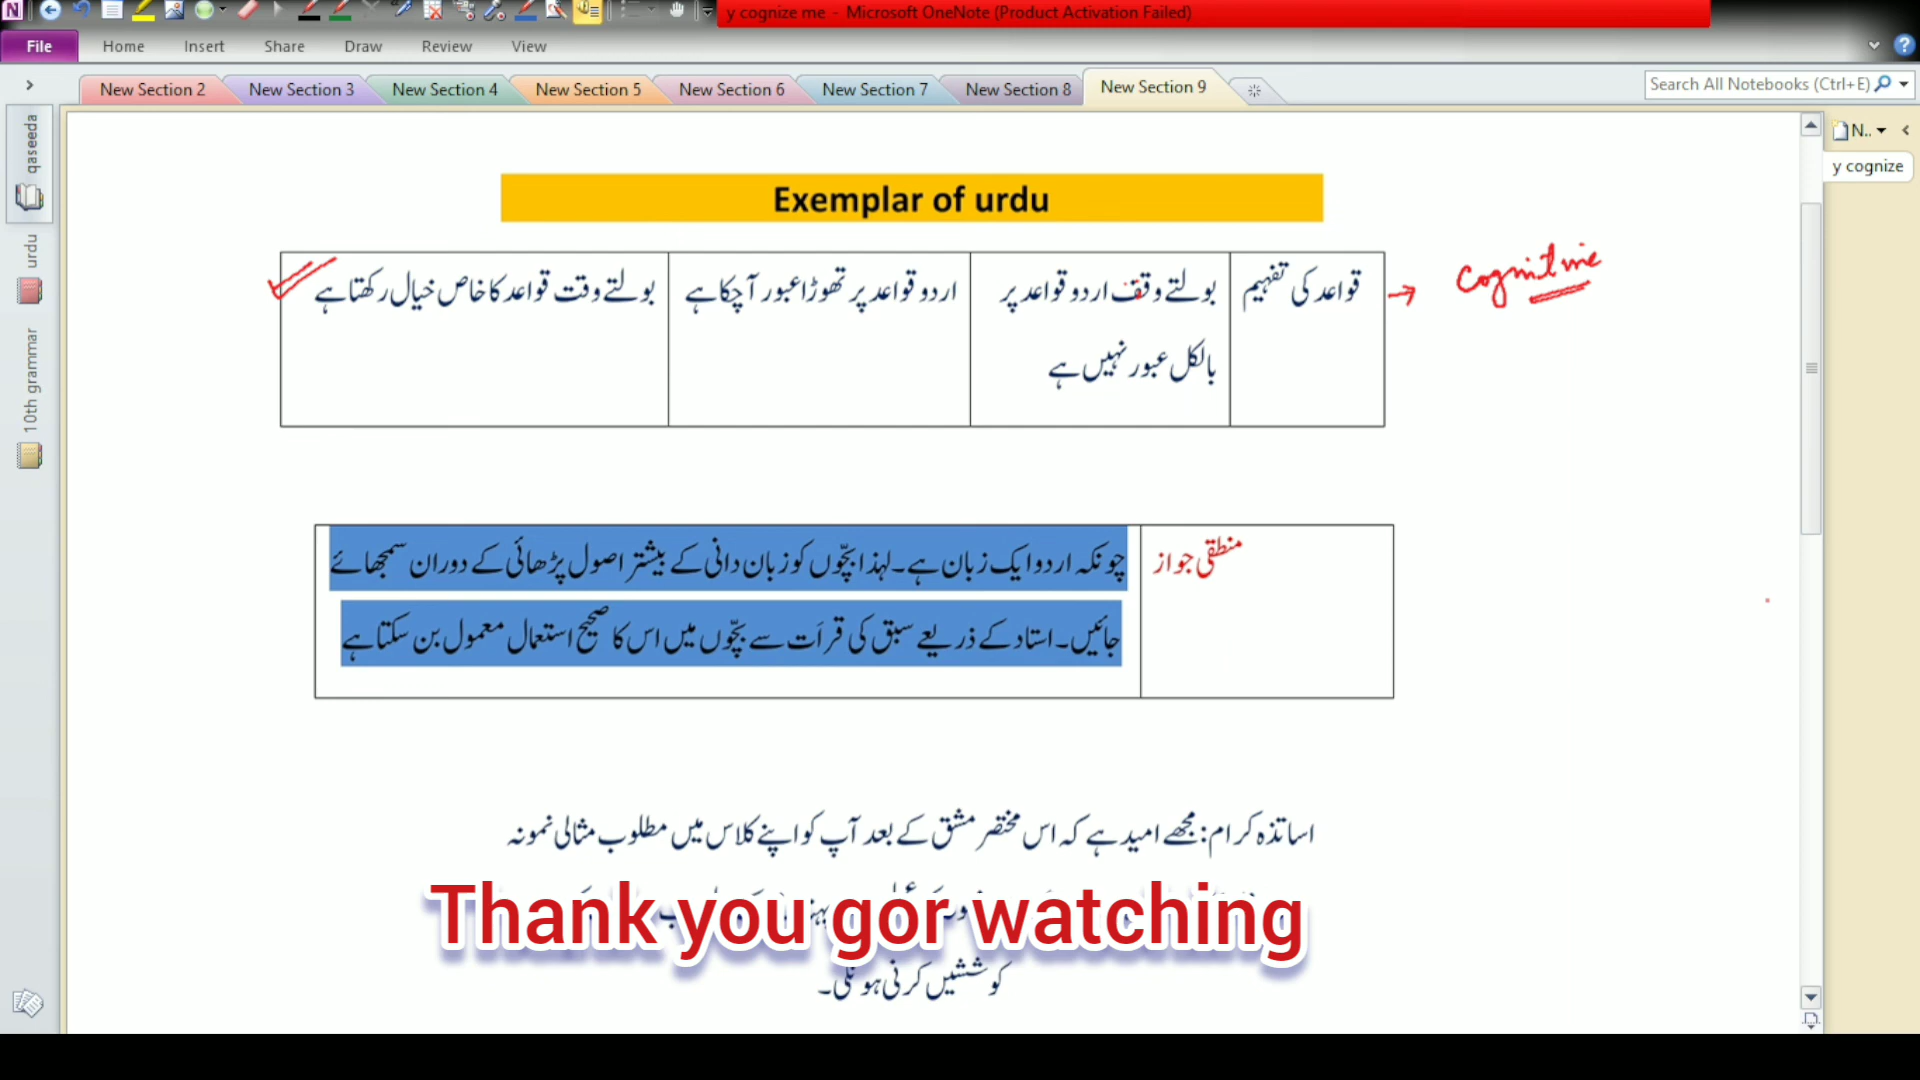 y cognize me - Microsoft OneNote (Product Activation Failed)
File Home Insert Share Draw Review View
New Section 2 New Section 3 New Section 4 New Section 5 New Section 6 New Section 7 New Section 8 New Section 9
Search All Notebooks (Ctrl+E)
N..
y cognize
qaseeda
urdu
10th grammar
Exemplar of urdu
قواعد کی تفہیم
بولتے وقف اردو قواعد پر
بالکل عبور نہیں ہے
اردو قواعد پر تھوڑا عبور آچکا ہے
بولتے وقت قواعد کا خاص خیال رکھتا ہے
Cognitive
منطقی جواز
چونکہ اردو ایک زبان ہے۔ لہذا بچّوں کو زبان دانی کے بیشتر اصول پڑھائی کے دوران سمجھائے
جائیں۔ استاد کے ذریعے سبق کی قرأت سے بچّوں میں اس کا صحیح استعمال معمول بن سکتا ہے
اساتذہ کرام: مجھے امید ہے کہ اس مختصر مشق کے بعد آپ کو اپنے کلاس میں مطلوب مثالی نمونہ
Thank you gor watching
کوششیں کرنی ہونگی۔